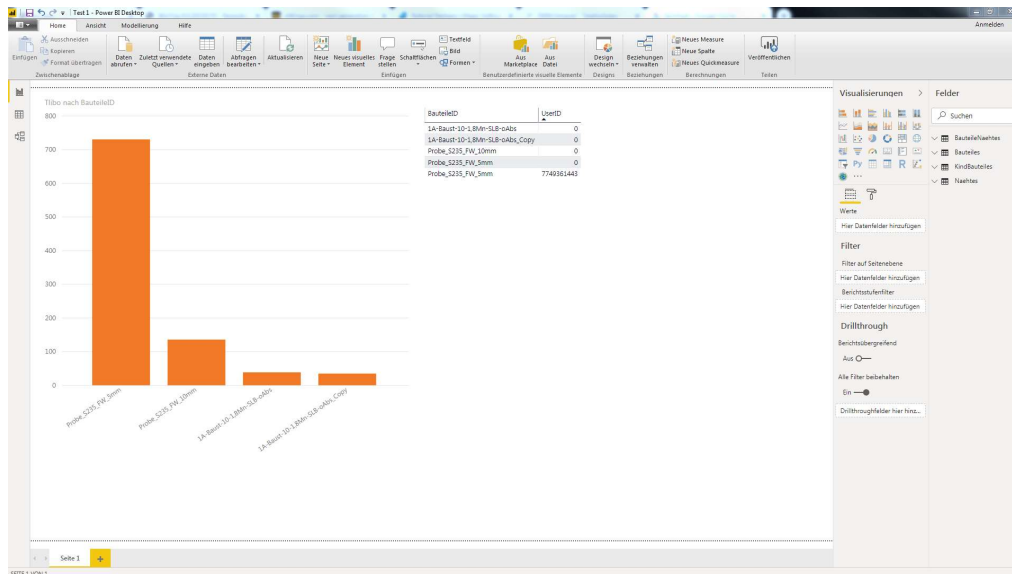 Test 1 - Power BI Desktop
Home Ansicht Modellierung Hilfe Anmelden
Einfügen
Ausschneiden
Kopieren
Format übertragen
Zwischenablage
Daten abrufen
Zuletzt verwendete Quellen
Daten eingeben
Abfragen bearbeiten
Aktualisieren
Externe Daten
Neue Seite
Neues visuelles Element
Frage stellen
Schaltflächen
Textfeld
Bild
Formen
Einfügen
Aus Marketplace
Aus Datei
Benutzerdefinierte visuelle Elemente
Design wechseln
Designs
Beziehungen verwalten
Beziehungen
Neues Measure
Neue Spalte
Neues Quickmeasure
Berechnungen
Veröffentlichen
Teilen
800
700
600
500
400
300
200
100
0
Probe_S235_FW_5mm
Probe_S235_FW_10mm
1A-Baust-10-1,8Mn-SLB-oAbs
1A-Baust-10-1,8Mn-SLB-oAbs_Copy
BauteileID UserID
1A-Baust-10-1,8Mn-SLB-oAbs 0
1A-Baust-10-1,8Mn-SLB-oAbs_Copy 0
Probe_S235_FW_10mm 0
Probe_S235_FW_5mm 0
Probe_S235_FW_5mm 7749361443
Visualisierungen
R
Py
Werte
Hier Datenfelder hinzufügen
Filter
Filter auf Seitenebene
Hier Datenfelder hinzufügen
Berichtsstufenfilter
Hier Datenfelder hinzufügen
Drillthrough
Berichtsübergreifend
Aus
Alle Filter beibehalten
Ein
Drillthroughfelder hier hinz...
Felder
Suchen
BauteileNaehtes
Bauteiles
KindBauteiles
Naehtes
Seite 1
SEITE 1 VON 1